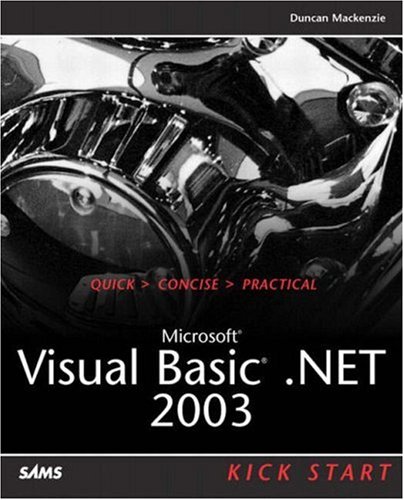 Duncan Mackenzie
QUICK > CONCISE > PRACTICAL
Microsoft®
Visual Basic® .NET
2003
SAMS
KICK START